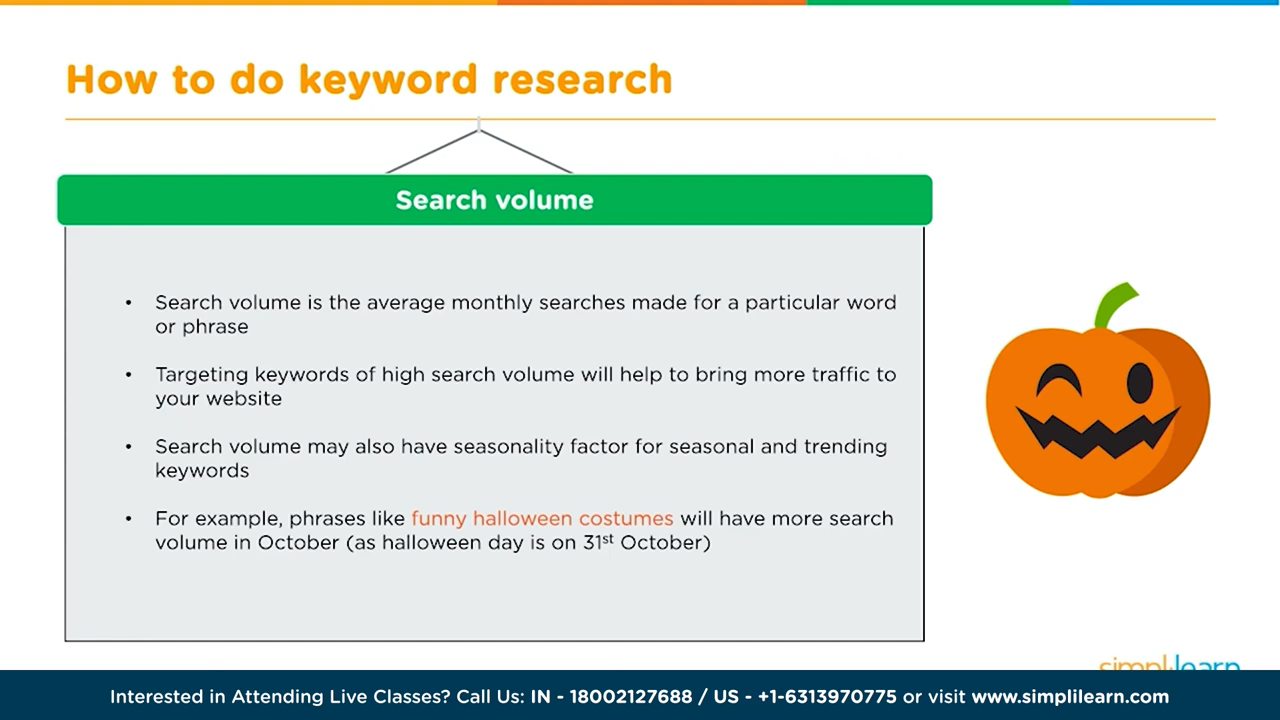 How to do keyword research
Search volume
• Search volume is the average monthly searches made for a particular word
or phrase
• Targeting keywords of high search volume will help to bring more traffic to
your website
• Search volume may also have seasonality factor for seasonal and trending
keywords
• For example, phrases like funny halloween costumes will have more search
volume in October (as halloween day is on 31st October)
simplilearn
Interested in Attending Live Classes? Call Us: IN - 18002127688 / US - +1-6313970775 or visit www.simplilearn.com